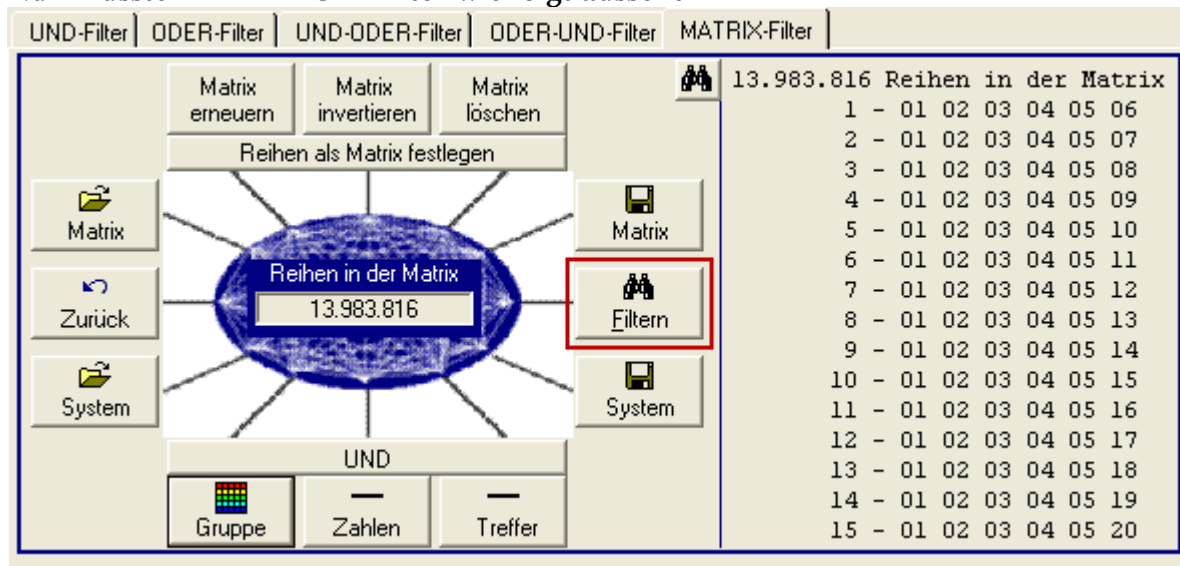 UND-Filter ODER-Filter UND-ODER-Filter ODER-UND-Filter MATRIX-Filter
Matrix erneuern
Matrix invertieren
Matrix löschen
Reihen als Matrix festlegen
Matrix
Zurück
System
Reihen in der Matrix
13.983.816
Matrix
Filtern
System
UND
Gruppe
Zahlen
Treffer
13.983.816 Reihen in der Matrix
1 - 01 02 03 04 05 06
2 - 01 02 03 04 05 07
3 - 01 02 03 04 05 08
4 - 01 02 03 04 05 09
5 - 01 02 03 04 05 10
6 - 01 02 03 04 05 11
7 - 01 02 03 04 05 12
8 - 01 02 03 04 05 13
9 - 01 02 03 04 05 14
10 - 01 02 03 04 05 15
11 - 01 02 03 04 05 16
12 - 01 02 03 04 05 17
13 - 01 02 03 04 05 18
14 - 01 02 03 04 05 19
15 - 01 02 03 04 05 20